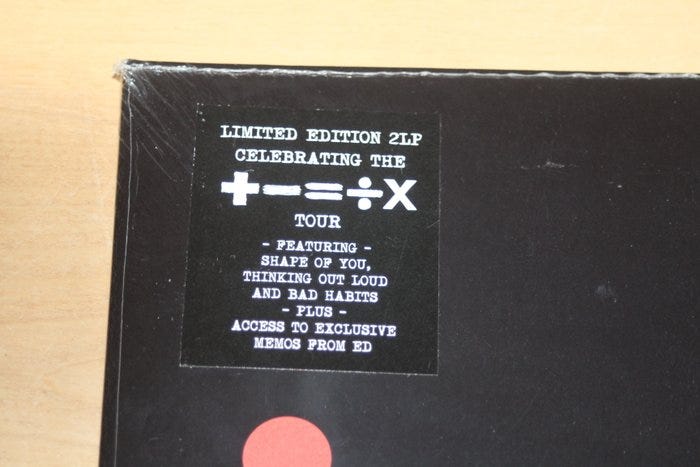 LIMITED EDITION 2LP
CELEBRATING THE
+-=÷x
TOUR
- FEATURING -
SHAPE OF YOU,
THINKING OUT LOUD
AND BAD HABITS
- PLUS -
ACCESS TO EXCLUSIVE
MEMOS FROM ED